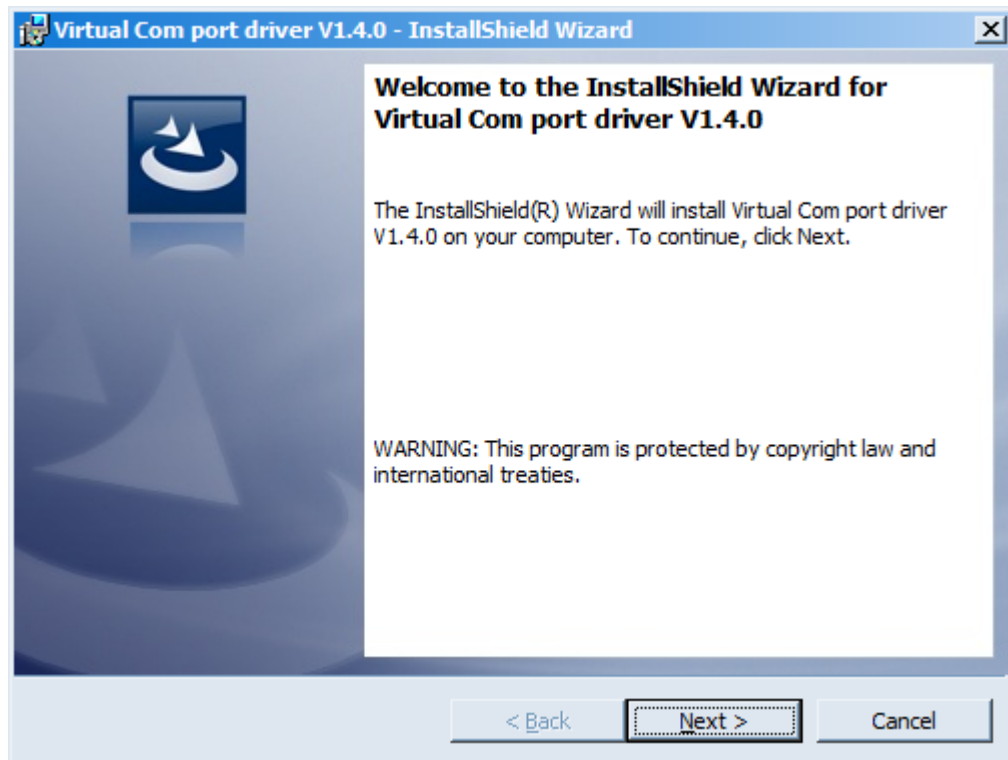 Virtual Com port driver V1.4.0 - InstallShield Wizard
Welcome to the InstallShield Wizard for
Virtual Com port driver V1.4.0
The InstallShield(R) Wizard will install Virtual Com port driver
V1.4.0 on your computer. To continue, click Next.
WARNING: This program is protected by copyright law and
international treaties.
< Back
Next >
Cancel